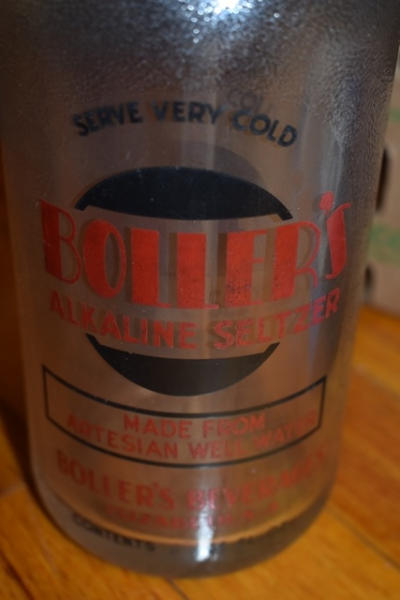 SERVE VERY COLD
BOLLER'S
ALKALINE SELTZER
MADE FROM
ARTESIAN WELL WATER
BOLLER'S BEVERAGES
CONTENTS